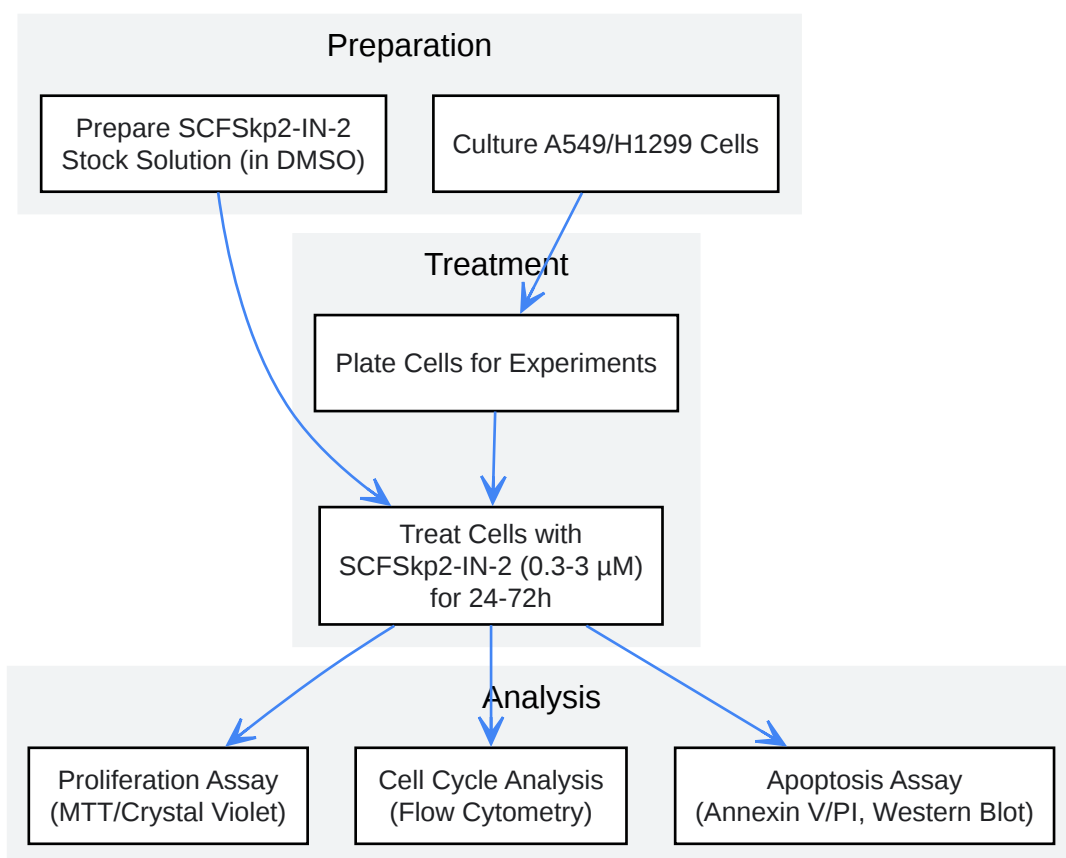 Preparation
Prepare SCFSkp2-IN-2
Stock Solution (in DMSO)
Culture A549/H1299 Cells
Treatment
Plate Cells for Experiments
Treat Cells with
SCFSkp2-IN-2 (0.3-3 µM)
for 24-72h
Analysis
Proliferation Assay
(MTT/Crystal Violet)
Cell Cycle Analysis
(Flow Cytometry)
Apoptosis Assay
(Annexin V/PI, Western Blot)